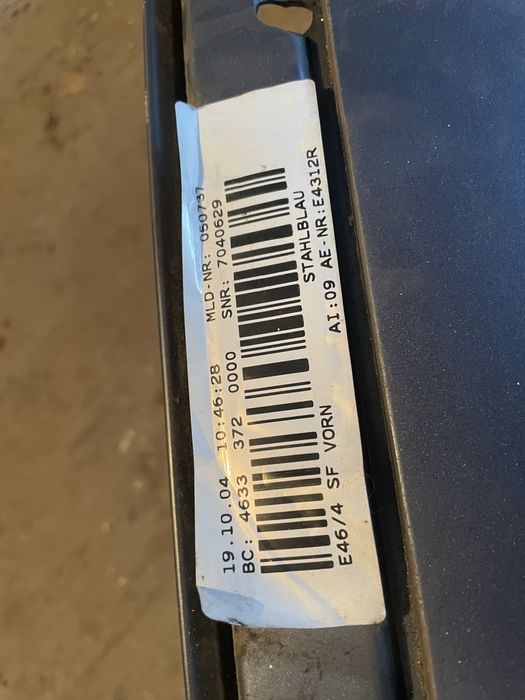 19.10.04 10:46:28 MLD-NR: 050737
BC: 4633 372 0000 SNR: 7040629
E46/4 SF VORN STAHLBLAU
AI:09 AE-NR:E4312R